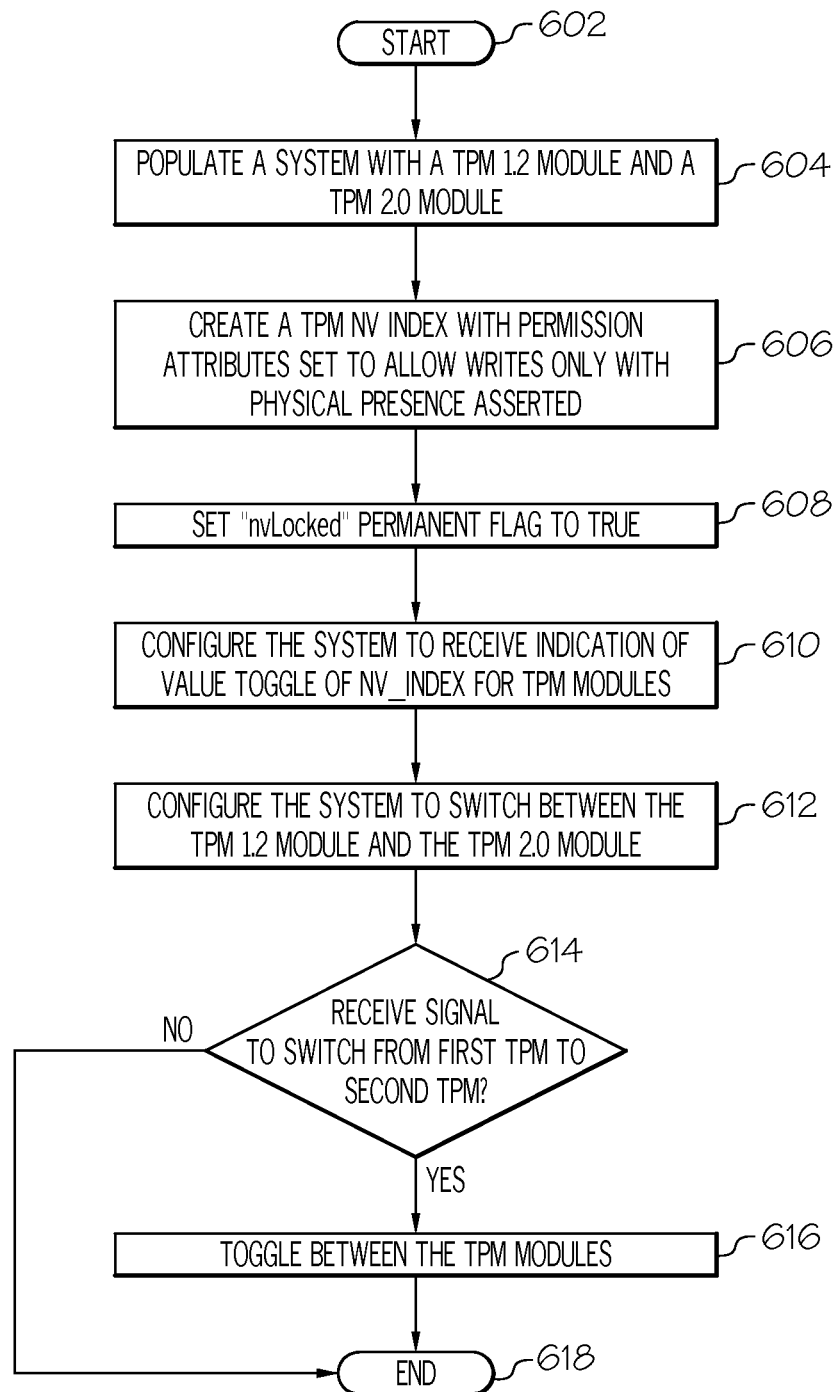 START
602
POPULATE A SYSTEM WITH A TPM 1.2 MODULE AND A
TPM 2.0 MODULE
604
CREATE A TPM NV INDEX WITH PERMISSION
ATTRIBUTES SET TO ALLOW WRITES ONLY WITH
PHYSICAL PRESENCE ASSERTED
606
SET "nvLocked" PERMANENT FLAG TO TRUE
608
CONFIGURE THE SYSTEM TO RECEIVE INDICATION OF
VALUE TOGGLE OF NV_INDEX FOR TPM MODULES
610
CONFIGURE THE SYSTEM TO SWITCH BETWEEN THE
TPM 1.2 MODULE AND THE TPM 2.0 MODULE
612
614
RECEIVE SIGNAL
TO SWITCH FROM FIRST TPM TO
SECOND TPM?
NO
YES
TOGGLE BETWEEN THE TPM MODULES
616
END
618